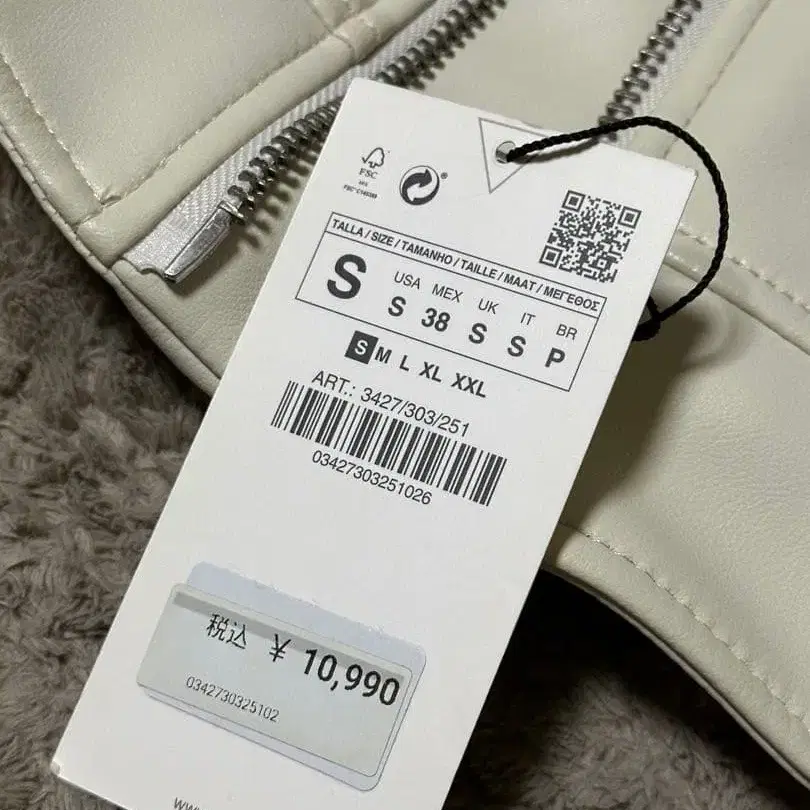 FSC
TALLA / SIZE / TAMANHO / TAILLE / MAAT / ΜΕΓΕΘΟΣ
S USA S MEX 38 UK S IT S BR P
S M L XL XXL
ART.: 3427/303/251
03427303251026
税込 ¥ 10,990
0342730325102
www.